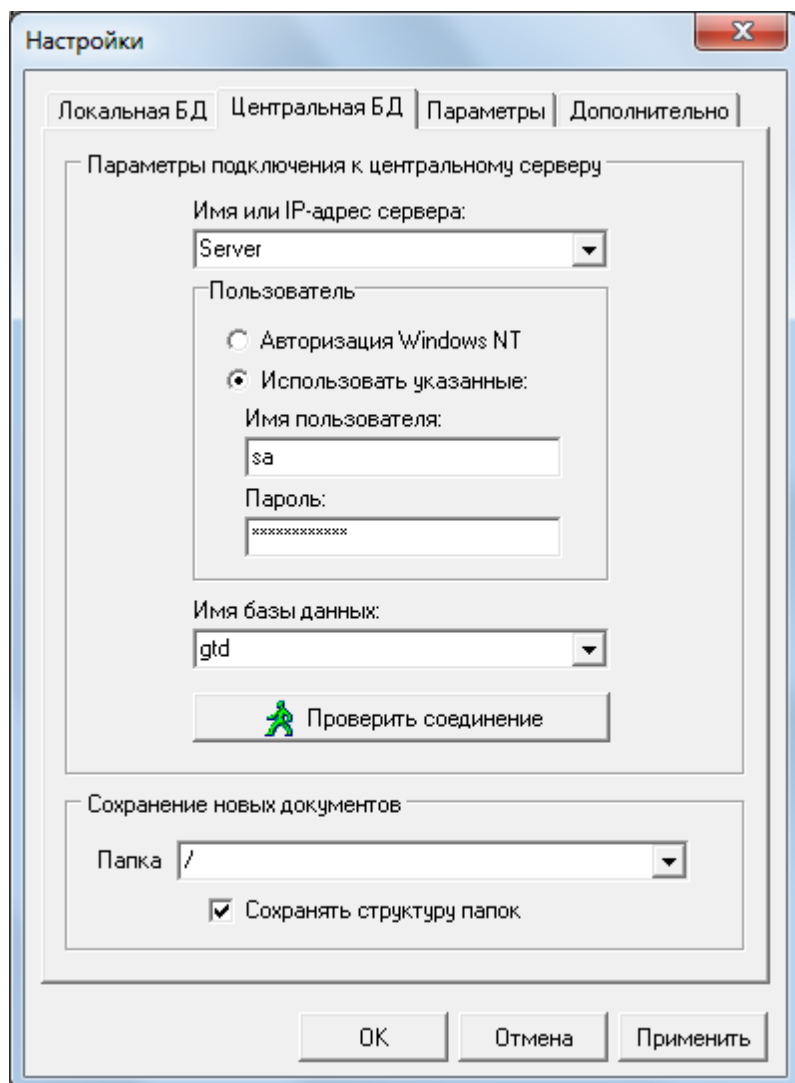 Настройки
Локальная БД Центральная БД Параметры Дополнительно
Параметры подключения к центральному серверу
Имя или IP-адрес сервера:
Server
Пользователь
Авторизация Windows NT
Использовать указанные:
Имя пользователя:
sa
Пароль:
************
Имя базы данных:
gtd
Проверить соединение
Сохранение новых документов
Папка /
Сохранять структуру папок
OK Отмена Применить